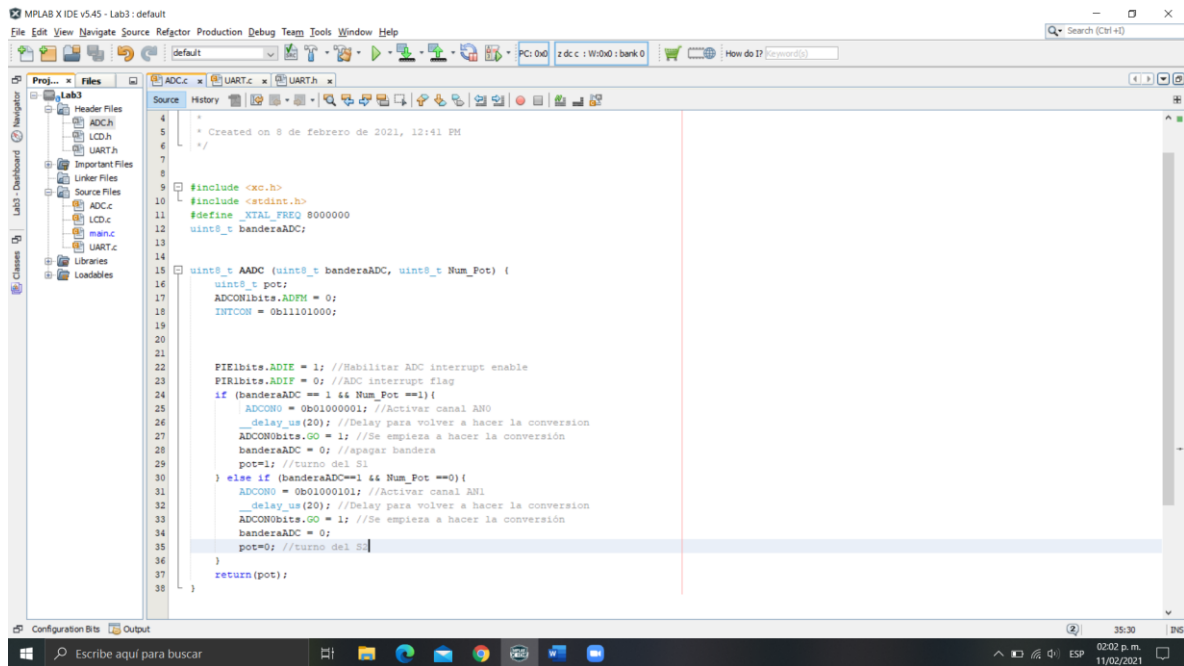 MPLAB X IDE v5.45 - Lab3 : default
File Edit View Navigate Source Refactor Production Debug Team Tools Window Help
Search (Ctrl+I)
default
PC: 0x0
z dc c : W:0x0 : bank 0
How do I? Keyword(s)
Proj... × Files
ADC.c × UART.c × UART.h ×
Source History
Navigator
Lab3 - Dashboard
Classes
Lab3
Header Files
ADC.h
LCD.h
UART.h
Important Files
Linker Files
Source Files
ADC.c
LCD.c
main.c
UART.c
Libraries
Loadables
4 *
5 * Created on 8 de febrero de 2021, 12:41 PM
6 */
7
8
9 #include <xc.h>
10 #include <stdint.h>
11 #define _XTAL_FREQ 8000000
12 uint8_t banderaADC;
13
14
15 uint8_t AADC (uint8_t banderaADC, uint8_t Num_Pot) {
16 uint8_t pot;
17 ADCON1bits.ADFM = 0;
18 INTCON = 0b11101000;
19
20
21
22 PIE1bits.ADIE = 1; //Habilitar ADC interrupt enable
23 PIR1bits.ADIF = 0; //ADC interrupt flag
24 if (banderaADC == 1 && Num_Pot ==1){
25 ADCON0 = 0b01000001; //Activar canal AN0
26 __delay_us(20); //Delay para volver a hacer la conversion
27 ADCON0bits.GO = 1; //Se empieza a hacer la conversión
28 banderaADC = 0; //apagar bandera
29 pot=1; //turno del S1
30 } else if (banderaADC==1 && Num_Pot ==0){
31 ADCON0 = 0b01000101; //Activar canal AN1
32 __delay_us(20); //Delay para volver a hacer la conversion
33 ADCON0bits.GO = 1; //Se empieza a hacer la conversión
34 banderaADC = 0;
35 pot=0; //turno del S2
36 }
37 return(pot);
38 }
Configuration Bits Output
2 35:30 INS
Escribe aquí para buscar
ESP
02:02 p. m.
11/02/2021